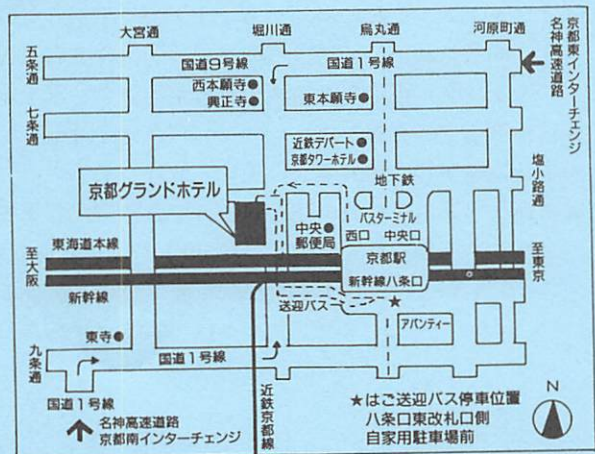 大宮通
堀川通
烏丸通
河原町通
京都東インターチェンジ
名神高速道路
五条通
国道9号線
国道1号線
西本願寺●
興正寺●
東本願寺●
七条通
近鉄デパート●
京都タワーホテル●
塩小路通
京都グランドホテル
地下鉄
バスターミナル
中央●
郵便局
西口
中央口
東海道本線
京都駅
至大阪
至東京
新幹線
新幹線八条口
送迎バス
★
東寺●
アバンティー
九条通
国道1号線
国道1号線
近鉄京都線
名神高速道路
京都南インターチェンジ
★はご送迎バス停車位置
八条口東改札口側
自家用駐車場前
N